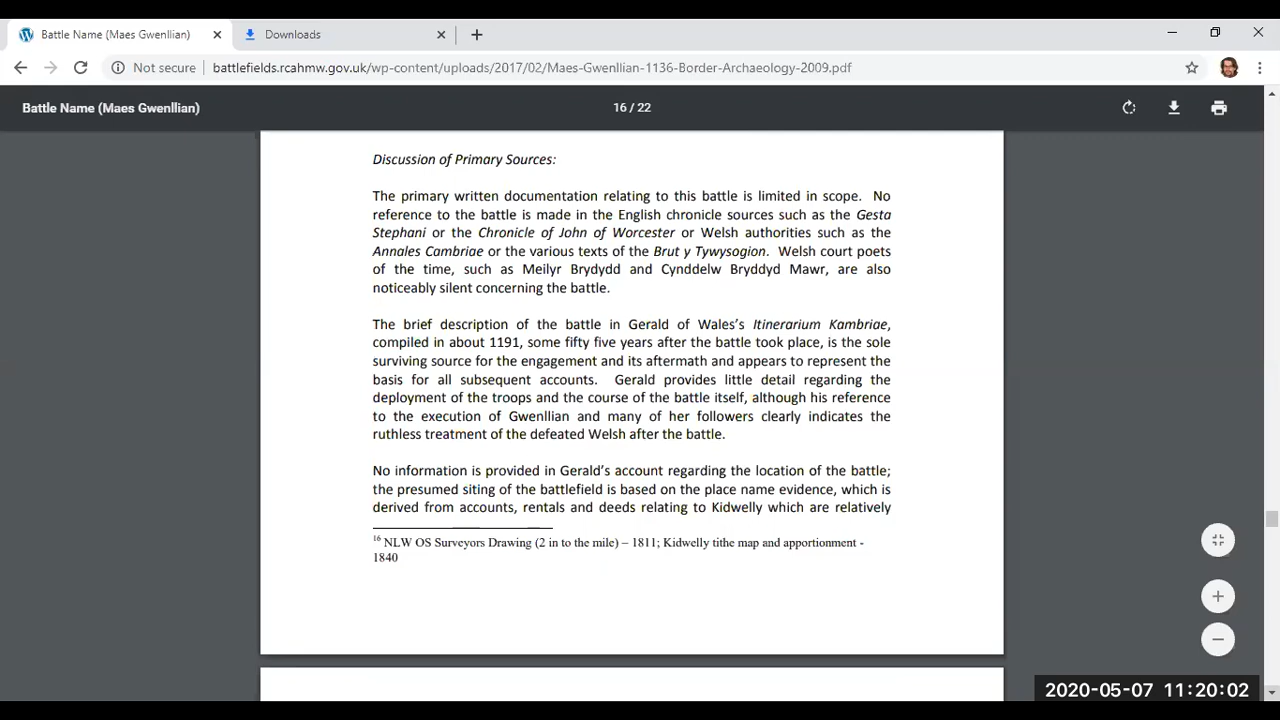 Battle Name (Maes Gwenllian)
Downloads
Not secure
battlefields.rcahmw.gov.uk/wp-content/uploads/2017/02/Maes-Gwenllian-1136-Border-Archaeology-2009.pdf
Battle Name (Maes Gwenllian)
16 / 22
Discussion of Primary Sources:
The primary written documentation relating to this battle is limited in scope. No
reference to the battle is made in the English chronicle sources such as the Gesta
Stephani or the Chronicle of John of Worcester or Welsh authorities such as the
Annales Cambriae or the various texts of the Brut y Tywysogion. Welsh court poets
of the time, such as Meilyr Brydydd and Cynddelw Bryddyd Mawr, are also
noticeably silent concerning the battle.
The brief description of the battle in Gerald of Wales's Itinerarium Kambriae,
compiled in about 1191, some fifty five years after the battle took place, is the sole
surviving source for the engagement and its aftermath and appears to represent the
basis for all subsequent accounts. Gerald provides little detail regarding the
deployment of the troops and the course of the battle itself, although his reference
to the execution of Gwenllian and many of her followers clearly indicates the
ruthless treatment of the defeated Welsh after the battle.
No information is provided in Gerald's account regarding the location of the battle;
the presumed siting of the battlefield is based on the place name evidence, which is
derived from accounts, rentals and deeds relating to Kidwelly which are relatively
16 NLW OS Surveyors Drawing (2 in to the mile) – 1811; Kidwelly tithe map and apportionment -
1840
2020-05-07 11:20:02